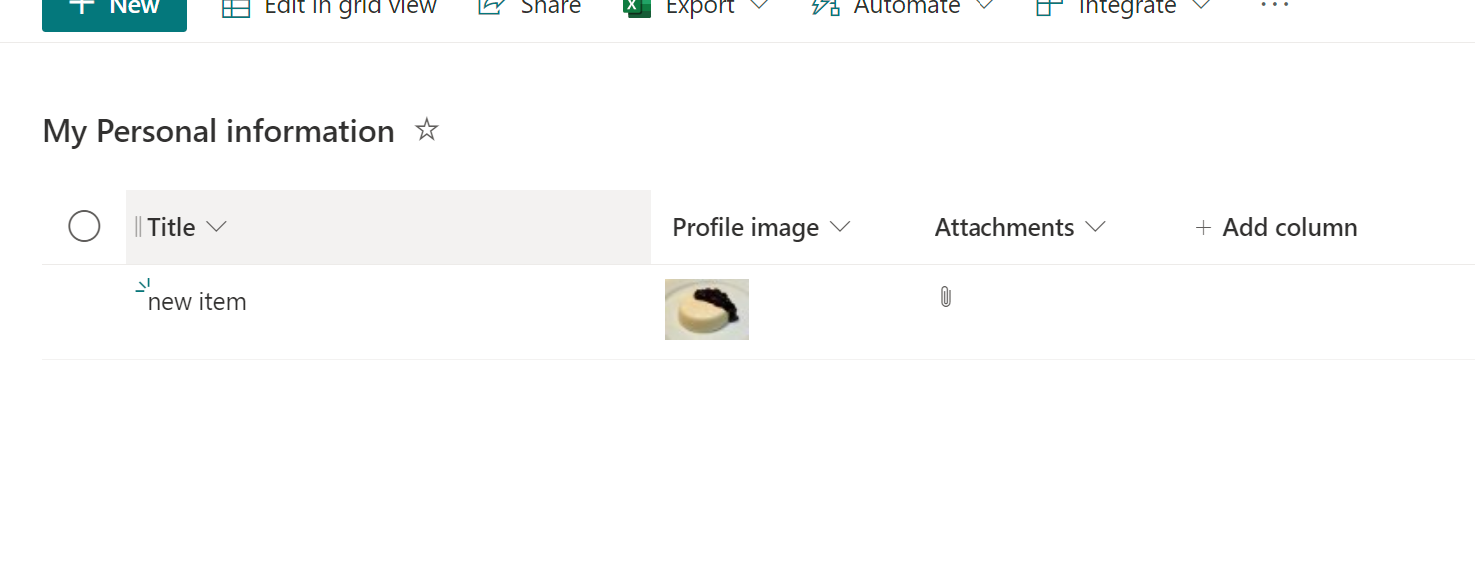 New Edit in grid view Share Export Automate Integrate ...
My Personal information
Title Profile image Attachments + Add column
new item